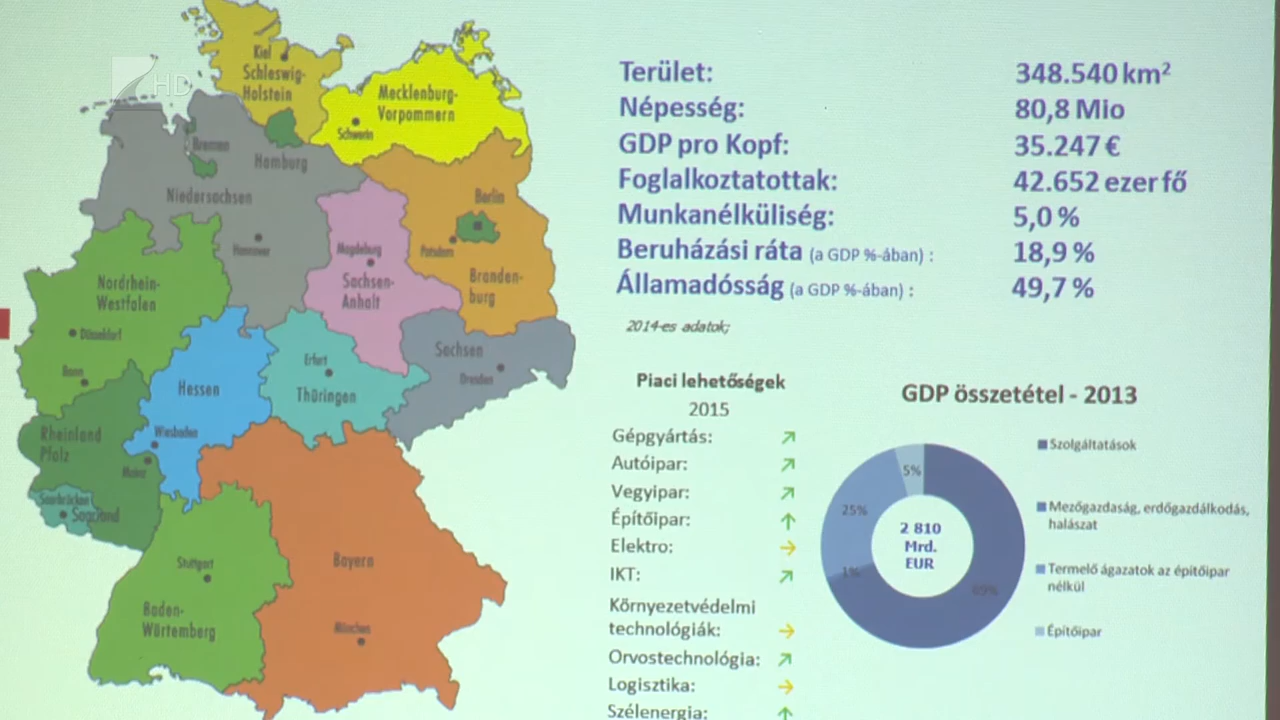 HD
Kiel
Schleswig-
Holstein
Mecklenburg-
Vorpommern
Schwerin
Bremen
Hamburg
Niedersachsen
Hannover
Berlin
Potsdam
Branden-
burg
Magdeburg
Sachsen-
Anhalt
Nordrhein-
Westfalen
Düsseldorf
Bonn
Hessen
Wiesbaden
Erfurt
Thüringen
Sachsen
Dresden
Rheinland
Pfalz
Mainz
Saarbrücken
Saarland
Stuttgart
Baden-
Würtemberg
Bayern
München
Terület: 348.540 km²
Népesség: 80,8 Mio
GDP pro Kopf: 35.247 €
Foglalkoztatottak: 42.652 ezer fő
Munkanélküliség: 5,0 %
Beruházási ráta (a GDP %-ában) : 18,9 %
Államadósság (a GDP %-ában) : 49,7 %
2014-es adatok;
Piaci lehetőségek
2015
Gépgyártás:
Autóipar:
Vegyipar:
Építőipar:
Elektro:
IKT:
Környezetvédelmi
technológiák:
Orvostechnológia:
Logisztika:
Szélenergia:
GDP összetétel - 2013
5%
25%
1%
69%
2 810
Mrd.
EUR
Szolgáltatások
Mezőgazdaság, erdőgazdálkodás,
halászat
Termelő ágazatok az építőipar
nélkül
Építőipar